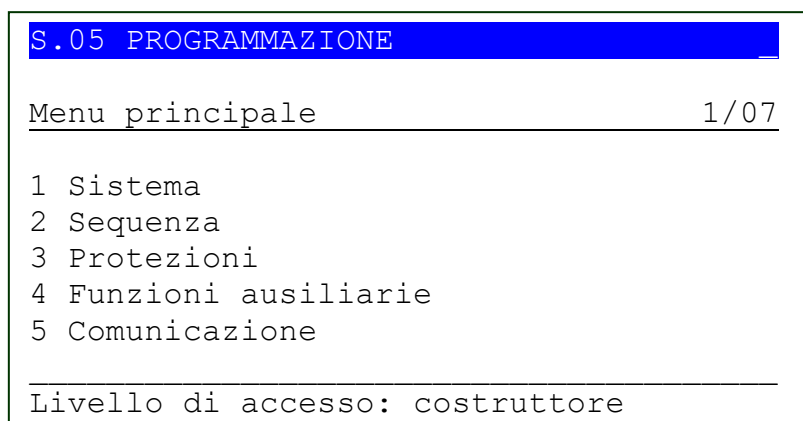 S.05 PROGRAMMAZIONE _
Menu principale 1/07
1 Sistema
2 Sequenza
3 Protezioni
4 Funzioni ausiliarie
5 Comunicazione
Livello di accesso: costruttore